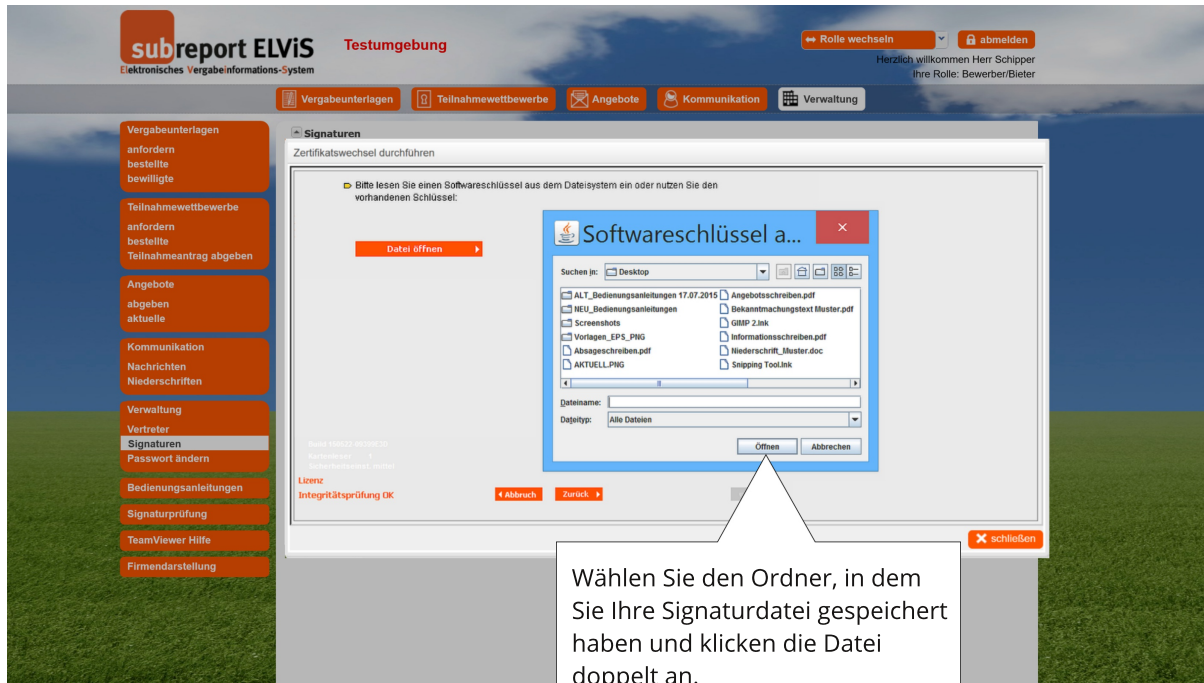 subreport ELViS
Elektronisches Vergabeinformations-System
Testumgebung
Rolle wechseln
abmelden
Herzlich willkommen Herr Schipper
Ihre Rolle: Bewerber/Bieter
Vergabeunterlagen
Teilnahmewettbewerbe
Angebote
Kommunikation
Verwaltung
Vergabeunterlagen
anfordern
bestellte
bewilligte
Teilnahmewettbewerbe
anfordern
bestellte
Teilnahmeantrag abgeben
Angebote
abgeben
aktuelle
Kommunikation
Nachrichten
Niederschriften
Verwaltung
Vertreter
Signaturen
Passwort ändern
Bedienungsanleitungen
Signaturprüfung
TeamViewer Hilfe
Firmendarstellung
Signaturen
Zertifikatswechsel durchführen
Bitte lesen Sie einen Softwareschlüssel aus dem Dateisystem ein oder nutzen Sie den
vorhandenen Schlüssel:
Datei öffnen
Softwareschlüssel a...
Suchen in: Desktop
ALT_Bedienungsanleitungen 17.07.2015
NEU_Bedienungsanleitungen
Screenshots
Vorlagen_EPS_PNG
Absageschreiben.pdf
AKTUELL.PNG
Angebotsschreiben.pdf
Bekanntmachungstext Muster.pdf
GIMP 2.lnk
Informationsschreiben.pdf
Niederschrift_Muster.doc
Snipping Tool.lnk
Dateiname:
Dateityp: Alle Dateien
Öffnen
Abbrechen
Lizenz
Integritätsprüfung OK
Abbruch
Zurück
schließen
Wählen Sie den Ordner, in dem
Sie Ihre Signaturdatei gespeichert
haben und klicken die Datei
doppelt an.